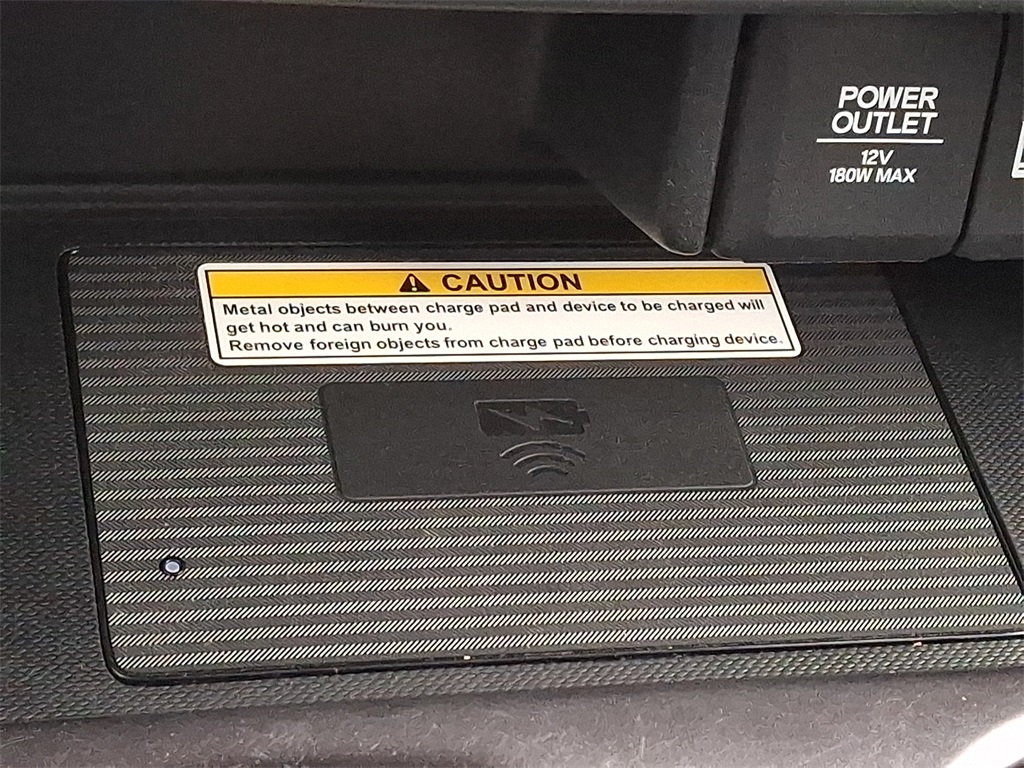 POWER
OUTLET
12V
180W MAX
CAUTION
Metal objects between charge pad and device to be charged will
get hot and can burn you.
Remove foreign objects from charge pad before charging device.